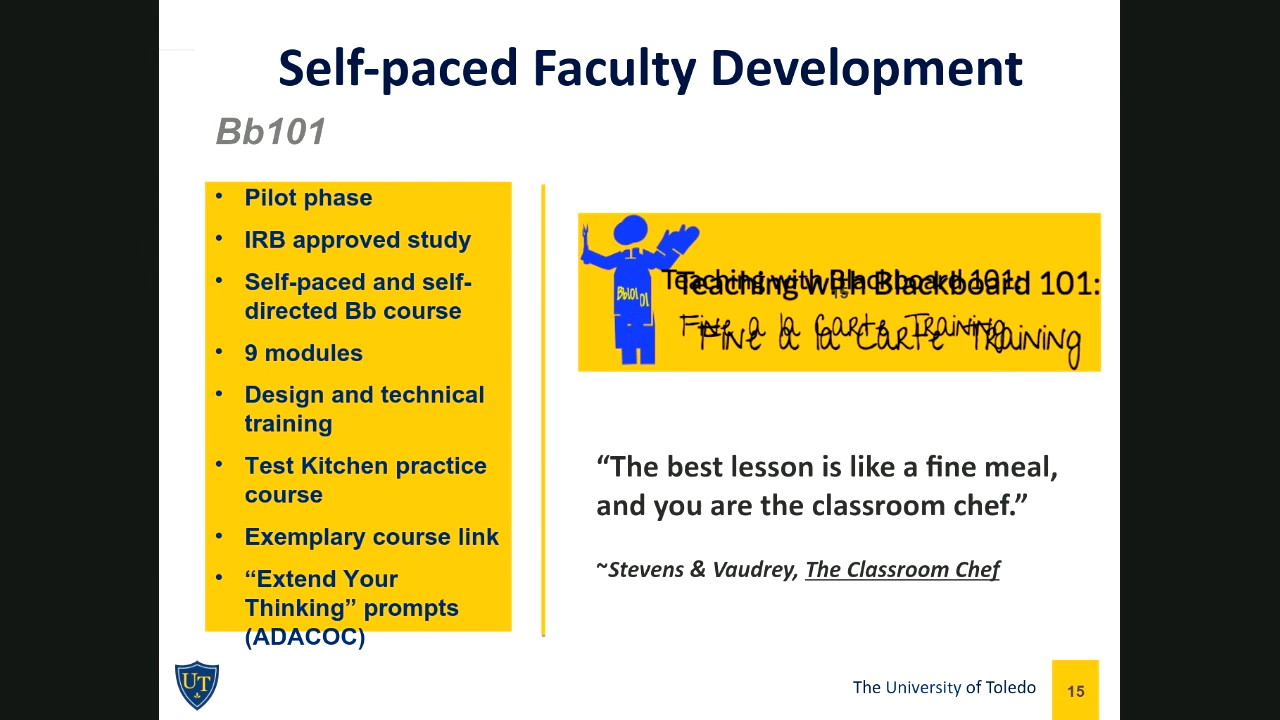 Self-paced Faculty Development
Bb101
• Pilot phase
• IRB approved study
• Self-paced and self-
directed Bb course
• 9 modules
• Design and technical
training
• Test Kitchen practice
course
• Exemplary course link
• “Extend Your
Thinking” prompts
(ADACOC)
Bb101
Teaching with Blackboard 101:
Fine a la Carte Training
“The best lesson is like a fine meal,
and you are the classroom chef.”
~Stevens & Vaudrey, The Classroom Chef
UT
The University of Toledo
15